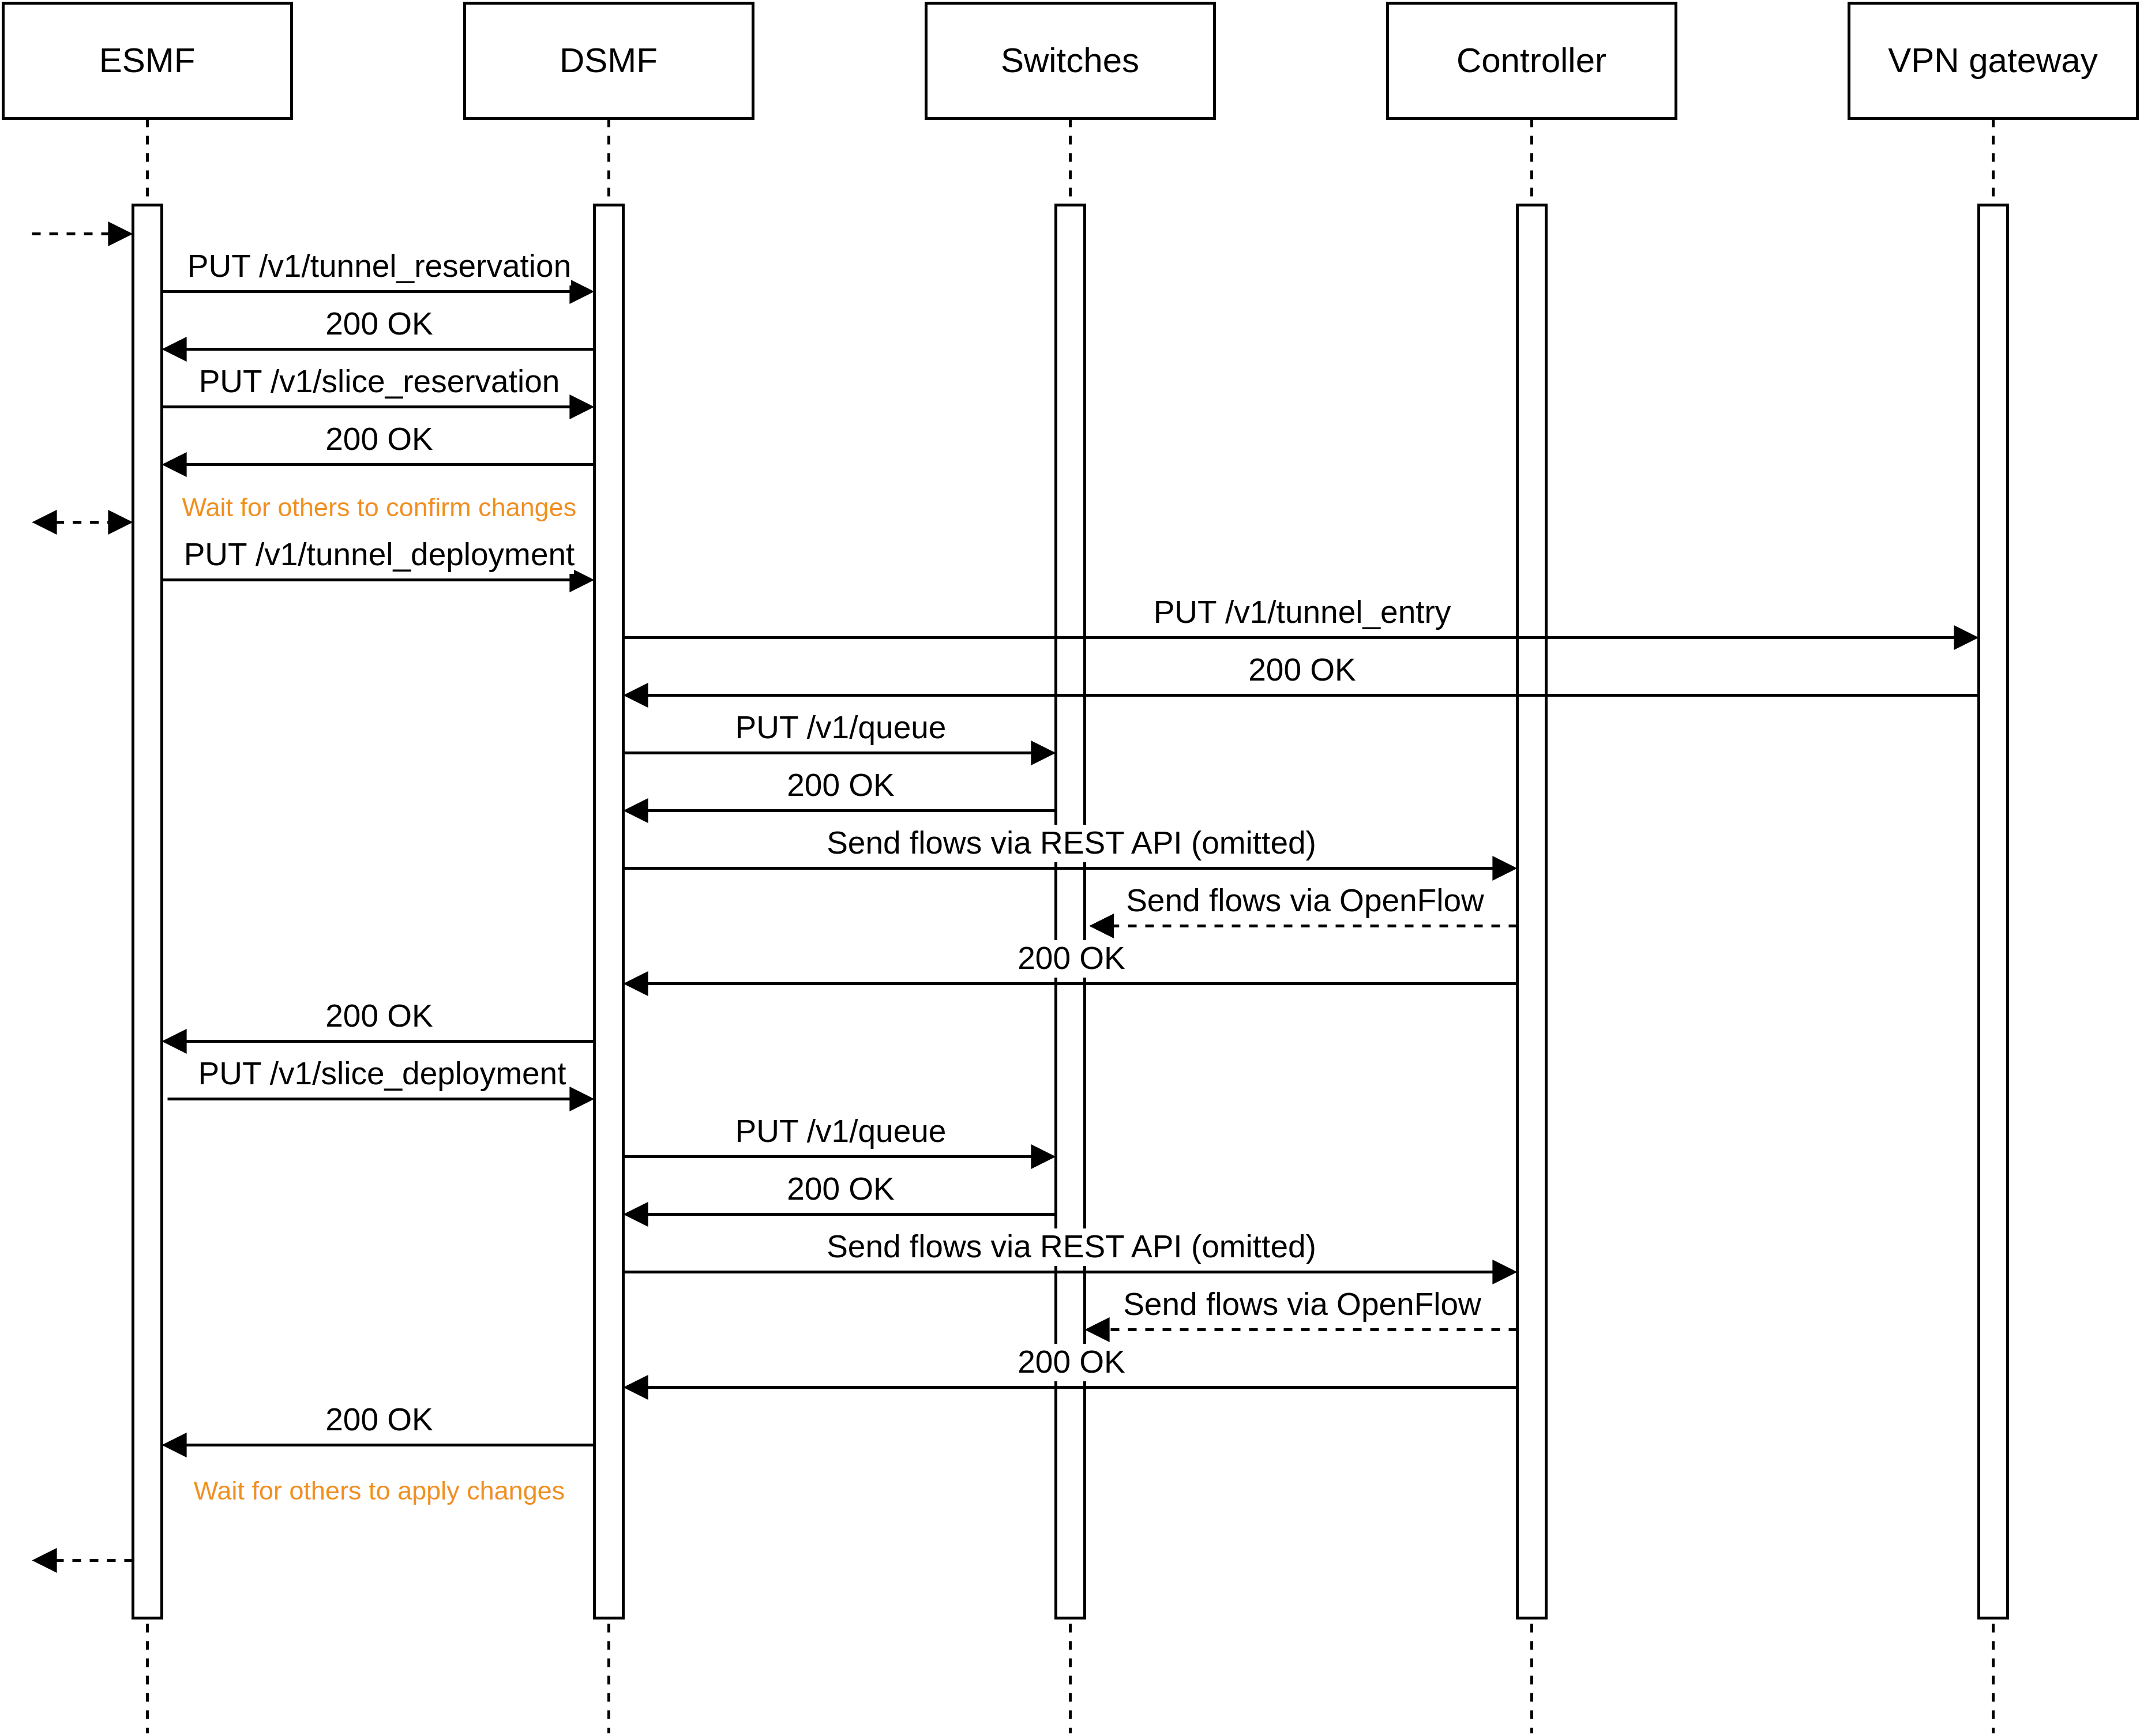 ESMF
DSMF
Switches
Controller
VPN gateway
PUT /v1/tunnel_reservation
200 OK
PUT /v1/slice_reservation
200 OK
Wait for others to confirm changes
PUT /v1/tunnel_deployment
PUT /v1/tunnel_entry
200 OK
PUT /v1/queue
200 OK
Send flows via REST API (omitted)
Send flows via OpenFlow
200 OK
200 OK
PUT /v1/slice_deployment
PUT /v1/queue
200 OK
Send flows via REST API (omitted)
Send flows via OpenFlow
200 OK
200 OK
Wait for others to apply changes